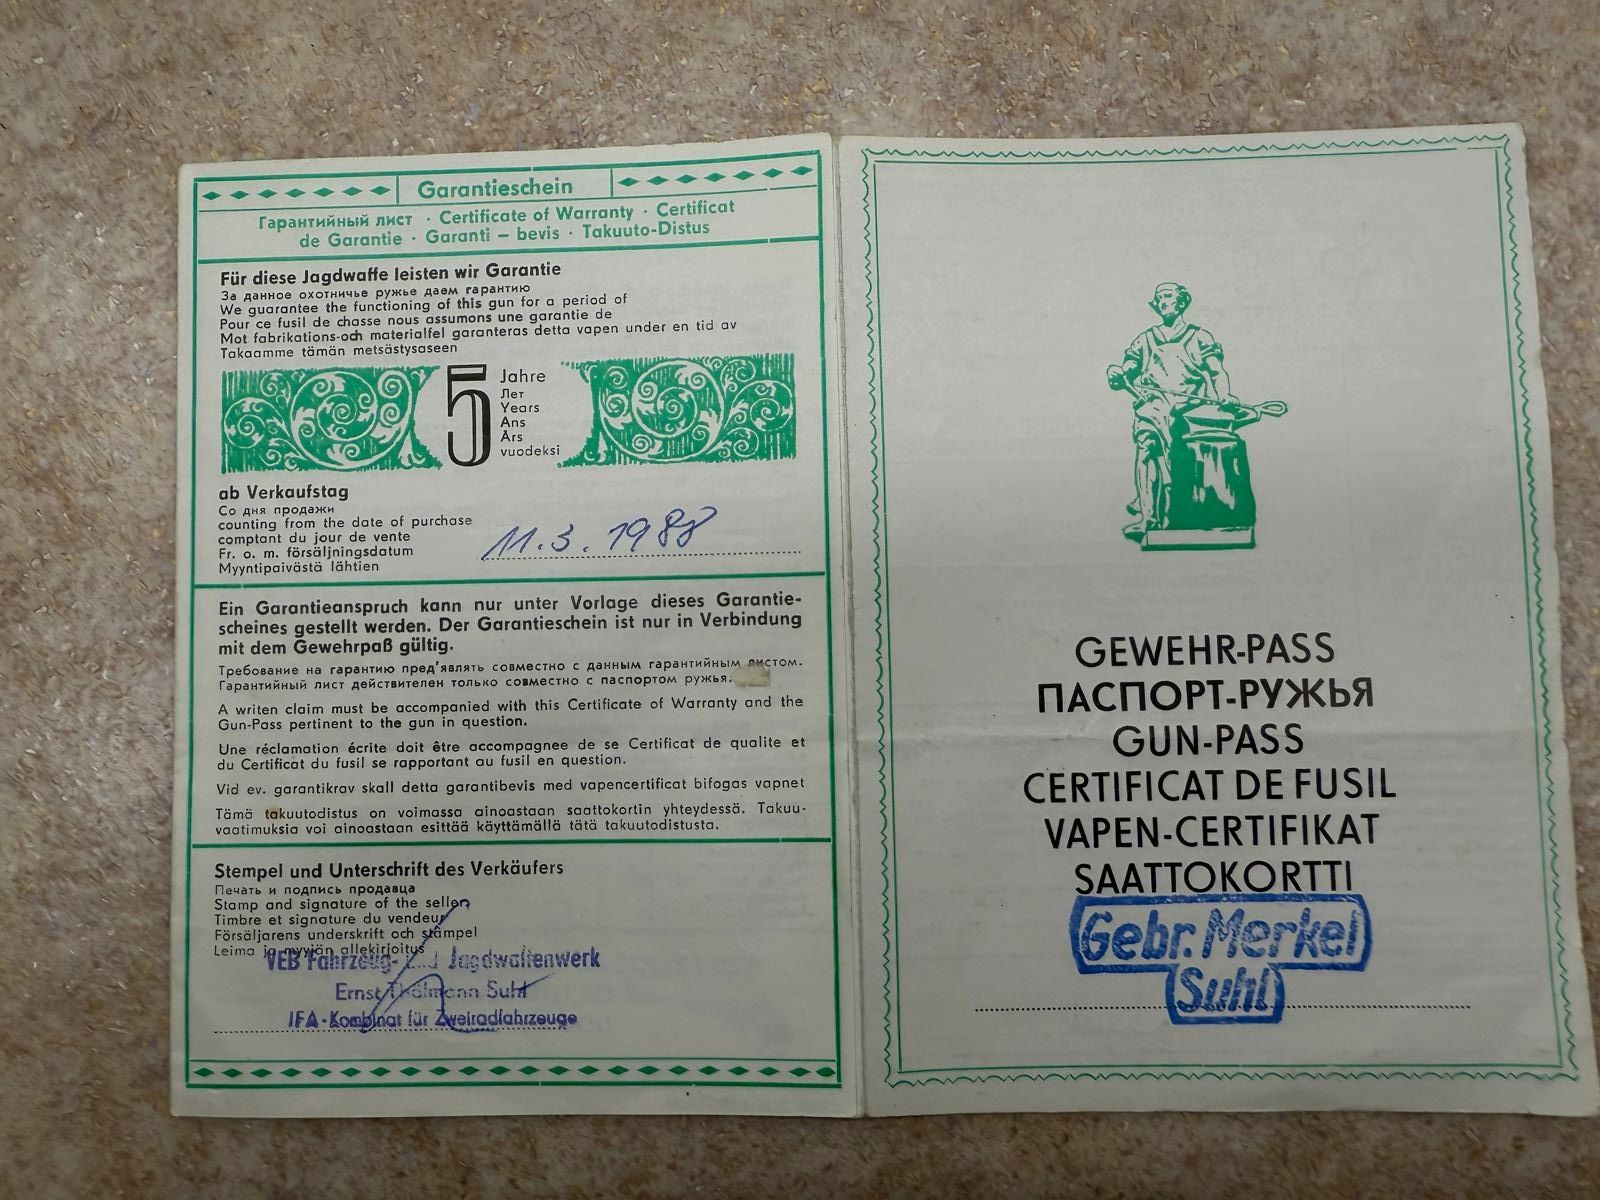 Garantieschein
Гарантийный лист · Certificate of Warranty · Certificat
de Garantie · Garanti – bevis · Takuuto-Distus
Für diese Jagdwaffe leisten wir Garantie
За данное охотничье ружье даем гарантию
We guarantee the functioning of this gun for a period of
Pour ce fusil de chasse nous assumons une garantie de
Mot fabrikations-och materialfel garanteras detta vapen under en tid av
Takaamme tämän metsästysaseen
5 Jahre
Лет
Years
Ans
Års
vuodeksi
ab Verkaufstag
Со дня продажи
counting from the date of purchase
comptant du jour de vente
Fr. o. m. försäljningsdatum
Myyntipaivästä lähtien
11.3.1988
Ein Garantieanspruch kann nur unter Vorlage dieses Garantie-
scheines gestellt werden. Der Garantieschein ist nur in Verbindung
mit dem Gewehrpaß gültig.
Требование на гарантию пред'являть совместно с данным гарантийным листом.
Гарантийный лист действителен только совместно с паспортом ружья.
A writen claim must be accompanied with this Certificate of Warranty and the
Gun-Pass pertinent to the gun in question.
Une réclamation écrite doit être accompagnee de se Certificat de qualite et
du Certificat du fusil se rapportant au fusil en question.
Vid ev. garantikrav skall detta garantibevis med vapencertificat bifogas vapnet
Tämä takuutodistus on voimassa ainoastaan saattokortin yhteydessä. Takuu-
vaatimuksia voi ainoastaan esittää käyttämällä tätä takuutodistusta.
Stempel und Unterschrift des Verkäufers
Печать и подпись продавца
Stamp and signature of the seller
Timbre et signature du vendeur
Försäljarens underskrift och stämpel
Leima ja myyjän allekirjoitus
VEB Fahrzeug- und Jagdwaffenwerk
Ernst Thälmann Suhl
IFA-Kombinat für Zweiradfahrzeuge
GEWEHR-PASS
ПАСПОРТ-РУЖЬЯ
GUN-PASS
CERTIFICAT DE FUSIL
VAPEN-CERTIFIKAT
SAATTOKORTTI
Gebr. Merkel
Suhl